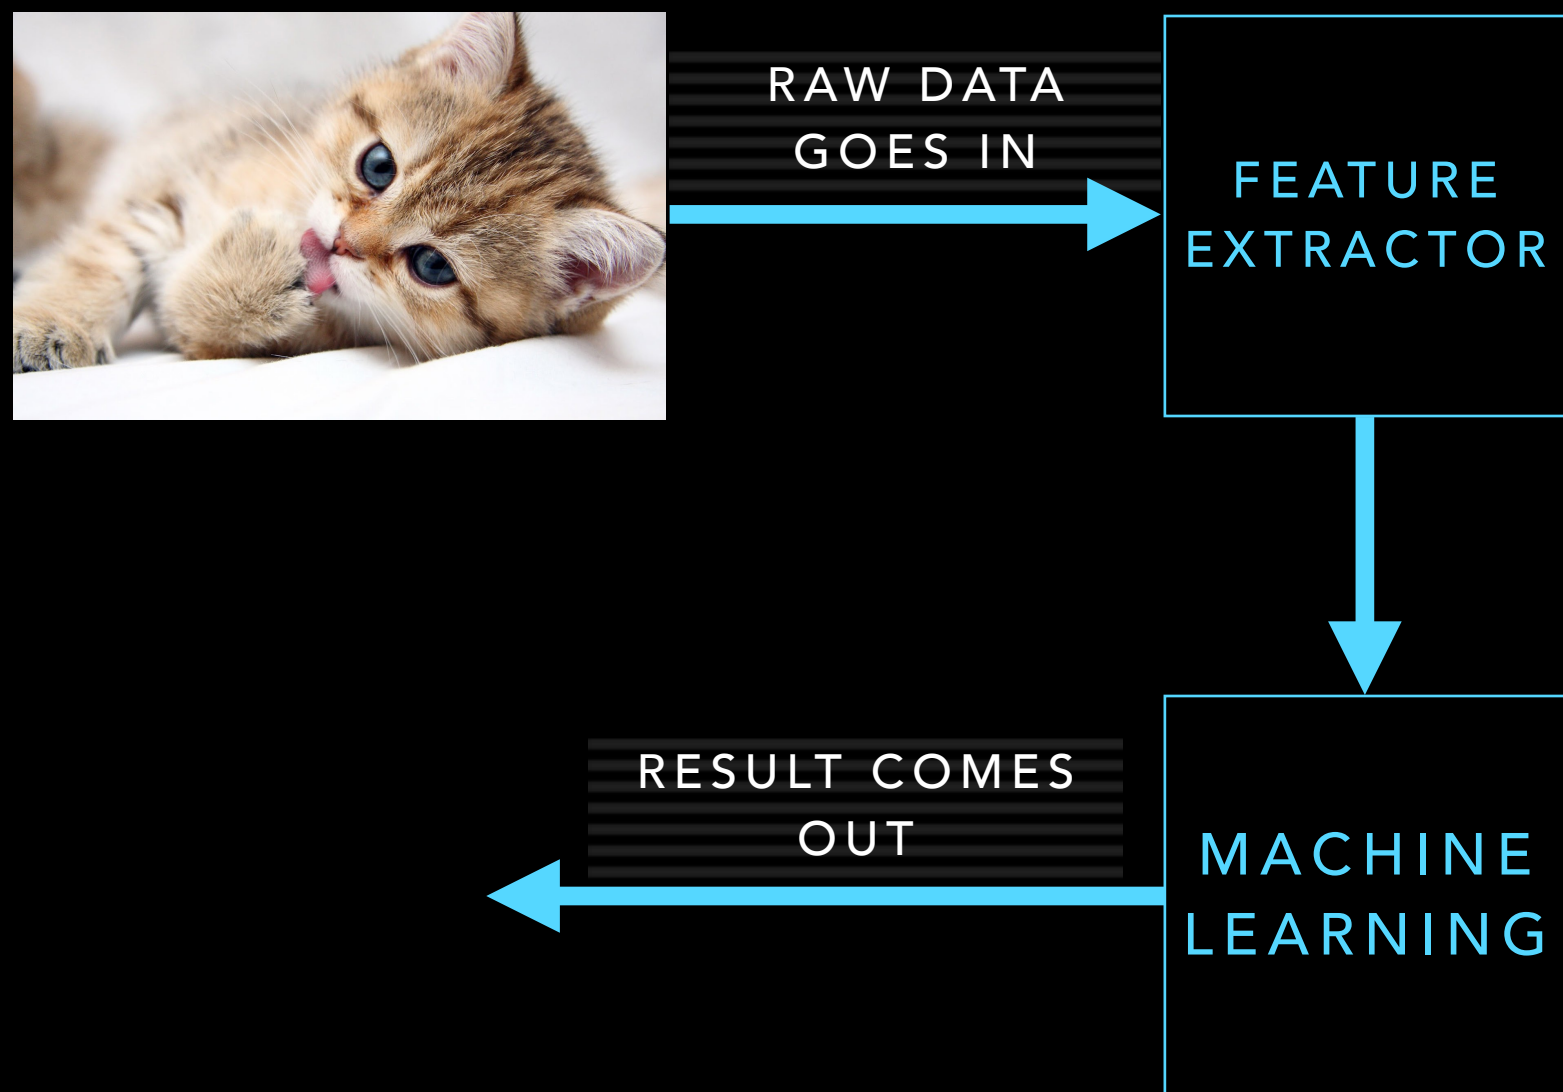 RAW DATA
GOES IN
FEATURE
EXTRACTOR
RESULT COMES
OUT
MACHINE
LEARNING